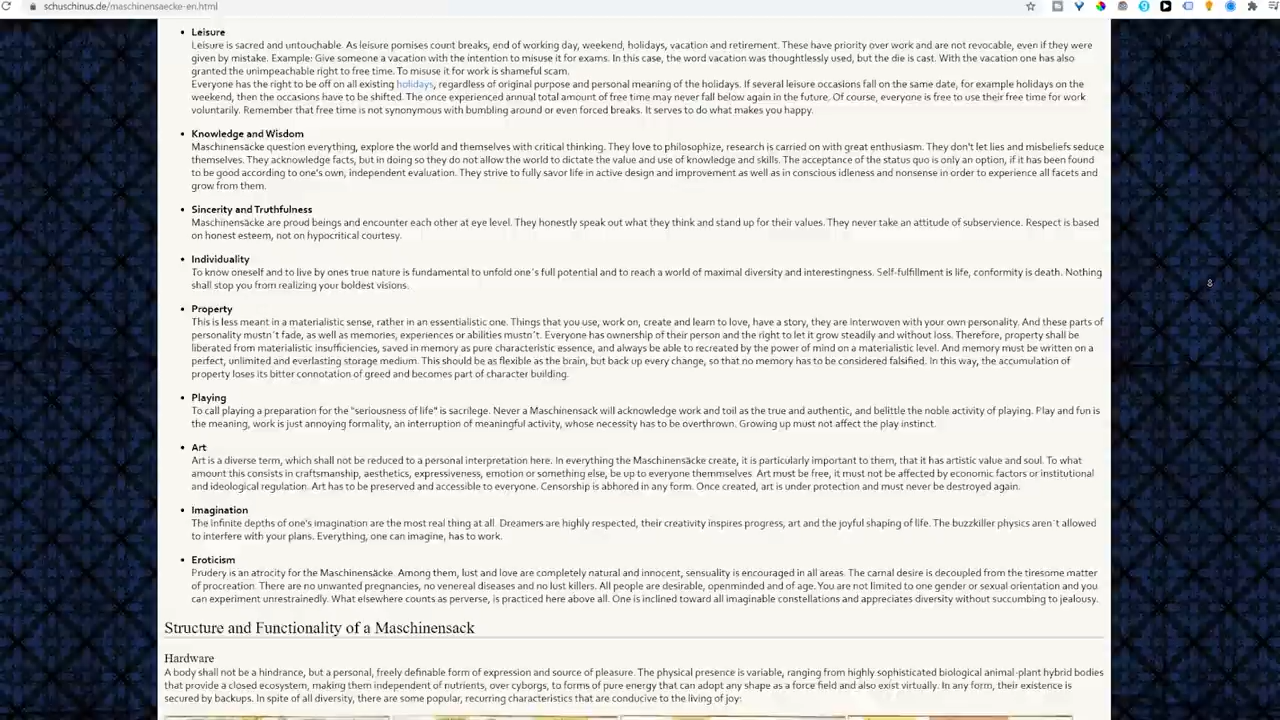 schuschinus.de/maschinensaecke-en.html
Leisure
Leisure is sacred and untouchable. As leisure pomises count breaks, end of working day, weekend, holidays, vacation and retirement. These have priority over work and are not revocable, even if they were
given by mistake. Example: Give someone a vacation with the intention to misuse it for exams. In this case, the word vacation was thoughtlessly used, but the die is cast. With the vacation one has also
granted the unimpeachable right to free time. To misuse it for work is shameful scam.
Everyone has the right to be off on all existing holidays, regardless of original purpose and personal meaning of the holidays. If several leisure occasions fall on the same date, for example holidays on the
weekend, then the occasions have to be shifted. The once experienced annual total amount of free time may never fall below again in the future. Of course, everyone is free to use their free time for work
voluntarily. Remember that free time is not synonymous with bumbling around or even forced breaks. It serves to do what makes you happy.
Knowledge and Wisdom
Maschinensäcke question everything, explore the world and themselves with critical thinking. They love to philosophize, research is carried on with great enthusiasm. They don't let lies and misbeliefs seduce
themselves. They acknowledge facts, but in doing so they do not allow the world to dictate the value and use of knowledge and skills. The acceptance of the status quo is only an option, if it has been found
to be good according to one's own, independent evaluation. They strive to fully savor life in active design and improvement as well as in conscious idleness and nonsense in order to experience all facets and
grow from them.
Sincerity and Truthfulness
Maschinensäcke are proud beings and encounter each other at eye level. They honestly speak out what they think and stand up for their values. They never take an attitude of subservience. Respect is based
on honest esteem, not on hypocritical courtesy.
Individuality
To know oneself and to live by ones true nature is fundamental to unfold one´s full potential and to reach a world of maximal diversity and interestingness. Self-fulfillment is life, conformity is death. Nothing
shall stop you from realizing your boldest visions.
Property
This is less meant in a materialistic sense, rather in an essentialistic one. Things that you use, work on, create and learn to love, have a story, they are interwoven with your own personality. And these parts of
personality mustn´t fade, as well as memories, experiences or abilities mustn´t. Everyone has ownership of their person and the right to let it grow steadily and without loss. Therefore, property shall be
liberated from materialistic insufficiencies, saved in memory as pure characteristic essence, and always be able to recreated by the power of mind on a materialistic level. And memory must be written on a
perfect, unlimited and everlasting storage medium. This should be as flexible as the brain, but back up every change, so that no memory has to be considered falsified. In this way, the accumulation of
property loses its bitter connotation of greed and becomes part of character building.
Playing
To call playing a preparation for the "seriousness of life" is sacrilege. Never a Maschinensack will acknowledge work and toil as the true and authentic, and belittle the noble activity of playing. Play and fun is
the meaning, work is just annoying formality, an interruption of meaningful activity, whose necessity has to be overthrown. Growing up must not affect the play instinct.
Art
Art is a diverse term, which shall not be reduced to a personal interpretation here. In everything the Maschinensäcke create, it is particularly important to them, that it has artistic value and soul. To what
amount this consists in craftsmanship, aesthetics, expressiveness, emotion or something else, be up to everyone themmselves. Art must be free, it must not be affected by economic factors or institutional
and ideological regulation. Art has to be preserved and accessible to everyone. Censorship is abhored in any form. Once created, art is under protection and must never be destroyed again.
Imagination
The infinite depths of one's imagination are the most real thing at all. Dreamers are highly respected, their creativity inspires progress, art and the joyful shaping of life. The buzzkiller physics aren´t allowed
to interfere with your plans. Everything, one can imagine, has to work.
Eroticism
Prudery is an atrocity for the Maschinensäcke. Among them, lust and love are completely natural and innocent, sensuality is encouraged in all areas. The carnal desire is decoupled from the tiresome matter
of procreation. There are no unwanted pregnancies, no venereal diseases and no lust killers. All people are desirable, openminded and of age. You are not limited to one gender or sexual orientation and you
can experiment unrestrainedly. What elsewhere counts as perverse, is practiced here above all. One is inclined toward all imaginable constellations and appreciates diversity without succumbing to jealousy.
Structure and Functionality of a Maschinensack
Hardware
A body shall not be a hindrance, but a personal, freely definable form of expression and source of pleasure. The physical presence is variable, ranging from highly sophisticated biological animal-plant hybrid bodies
that provide a closed ecosystem, making them independent of nutrients, over cyborgs, to forms of pure energy that can adopt any shape as a force field and also exist virtually. In any form, their existence is
secured by backups. In spite of all diversity, there are some popular, recurring characteristics that are conducive to the living of joy: